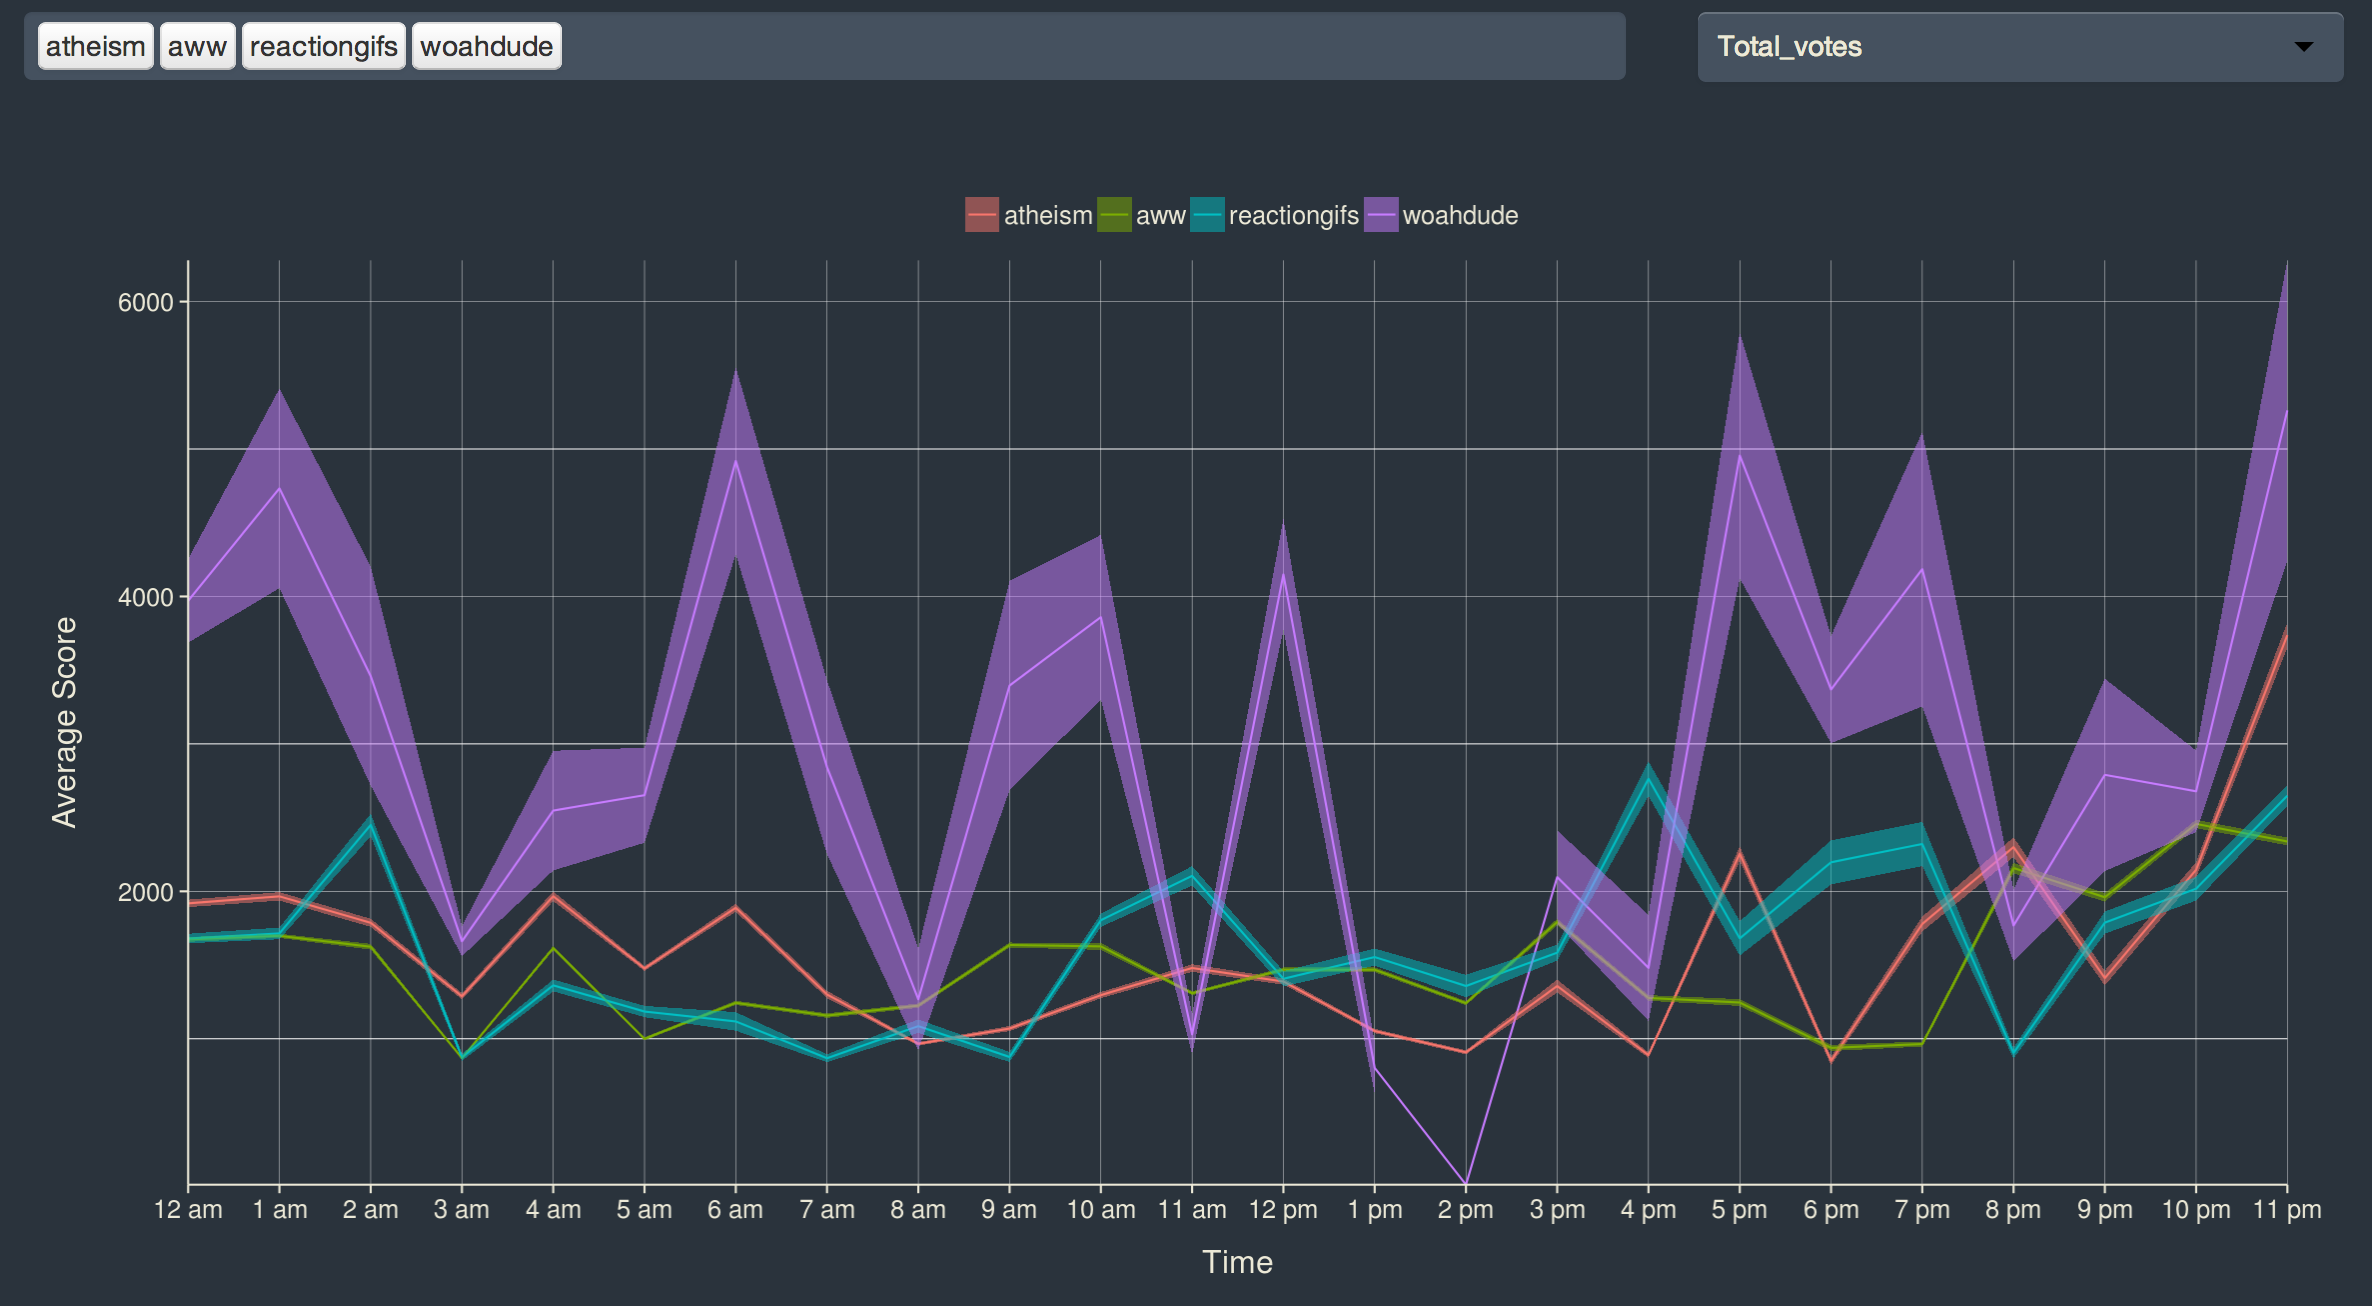 atheism aww reactiongifs woahdude
Total_votes
atheism aww reactiongifs woahdude
6000
4000
2000
Average Score
12 am 1 am 2 am 3 am 4 am 5 am 6 am 7 am 8 am 9 am 10 am 11 am 12 pm 1 pm 2 pm 3 pm 4 pm 5 pm 6 pm 7 pm 8 pm 9 pm 10 pm 11 pm
Time